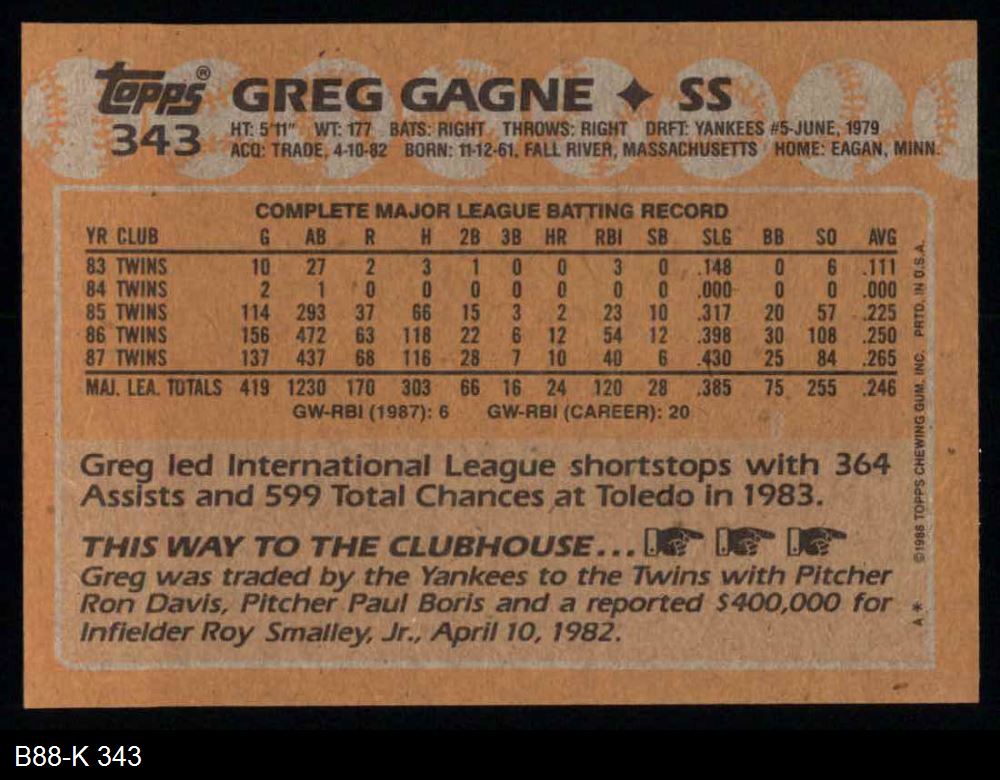 topps® GREG GAGNE ✦ SS
343 HT: 5'11" WT: 177 BATS: RIGHT THROWS: RIGHT DRFT: YANKEES #5-JUNE, 1979
ACQ: TRADE, 4-10-82 BORN: 11-12-61, FALL RIVER, MASSACHUSETTS HOME: EAGAN, MINN.
COMPLETE MAJOR LEAGUE BATTING RECORD
YR CLUB G AB R H 2B 3B HR RBI SB SLG BB SO AVG
83 TWINS 10 27 2 3 1 0 0 3 0 .148 0 6 .111
84 TWINS 2 1 0 0 0 0 0 0 0 .000 0 0 .000
85 TWINS 114 293 37 66 15 3 2 23 10 .317 20 57 .225
86 TWINS 156 472 63 118 22 6 12 54 12 .398 30 108 .250
87 TWINS 137 437 68 116 28 7 10 40 6 .430 25 84 .265
MAJ. LEA. TOTALS 419 1230 170 303 66 16 24 120 28 .385 75 255 .246
GW-RBI (1987): 6 GW-RBI (CAREER): 20
Greg led International League shortstops with 364
Assists and 599 Total Chances at Toledo in 1983.
THIS WAY TO THE CLUBHOUSE...
Greg was traded by the Yankees to the Twins with Pitcher
Ron Davis, Pitcher Paul Boris and a reported $400,000 for
Infielder Roy Smalley, Jr., April 10, 1982.
A * ©1988 TOPPS CHEWING GUM, INC. PRTD. IN U.S.A.
B88-K 343